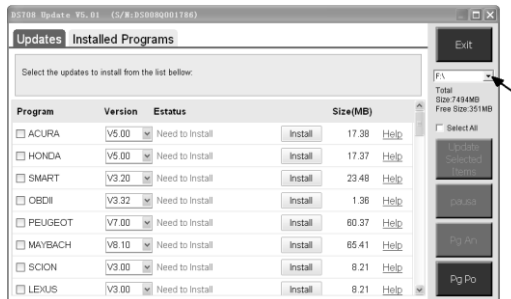 DS708 Update V5.01 (S/N:DS008Q001786)
Updates Installed Programs
Select the updates to install from the list bellow:
Program Version Estatus Size(MB)
ACURA V5.00 Need to Install Install 17.38 Help
HONDA V5.00 Need to Install Install 17.37 Help
SMART V3.20 Need to Install Install 23.48 Help
OBDII V3.32 Need to Install Install 1.36 Help
PEUGEOT V7.00 Need to Install Install 60.37 Help
MAYBACH V8.10 Need to Install Install 65.41 Help
SCION V3.00 Need to Install Install 8.21 Help
LEXUS V3.00 Need to Install Install 8.21 Help
Exit
F:\
Total
Size:7494MB
Free Size:351MB
Select All
Update
Selected
Items
pausa
Pg An
Pg Po